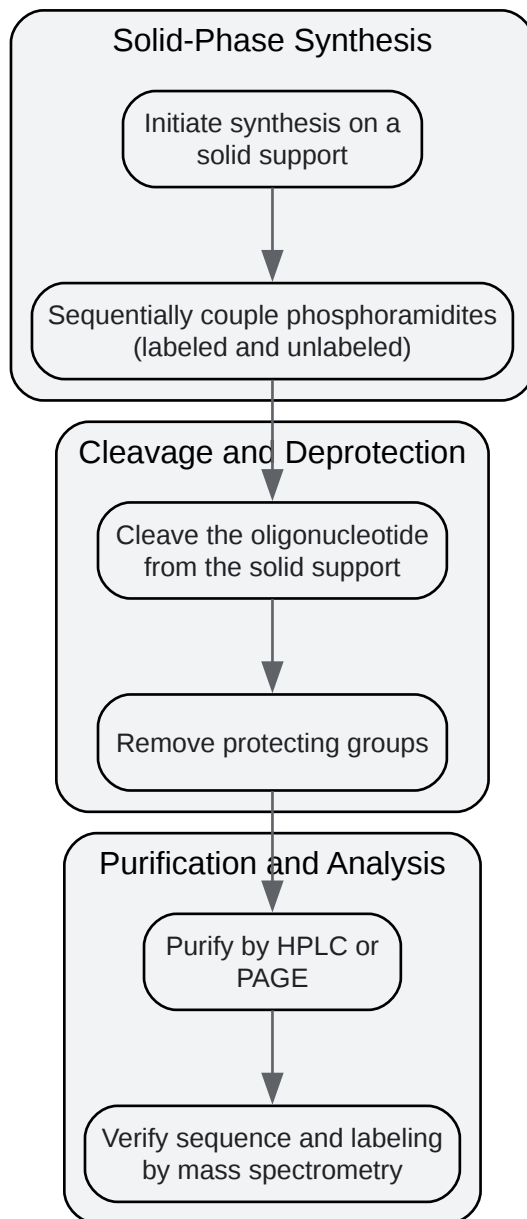 Solid-Phase Synthesis
Initiate synthesis on a
solid support
Sequentially couple phosphoramidites
(labeled and unlabeled)
Cleavage and Deprotection
Cleave the oligonucleotide
from the solid support
Remove protecting groups
Purification and Analysis
Purify by HPLC or
PAGE
Verify sequence and labeling
by mass spectrometry